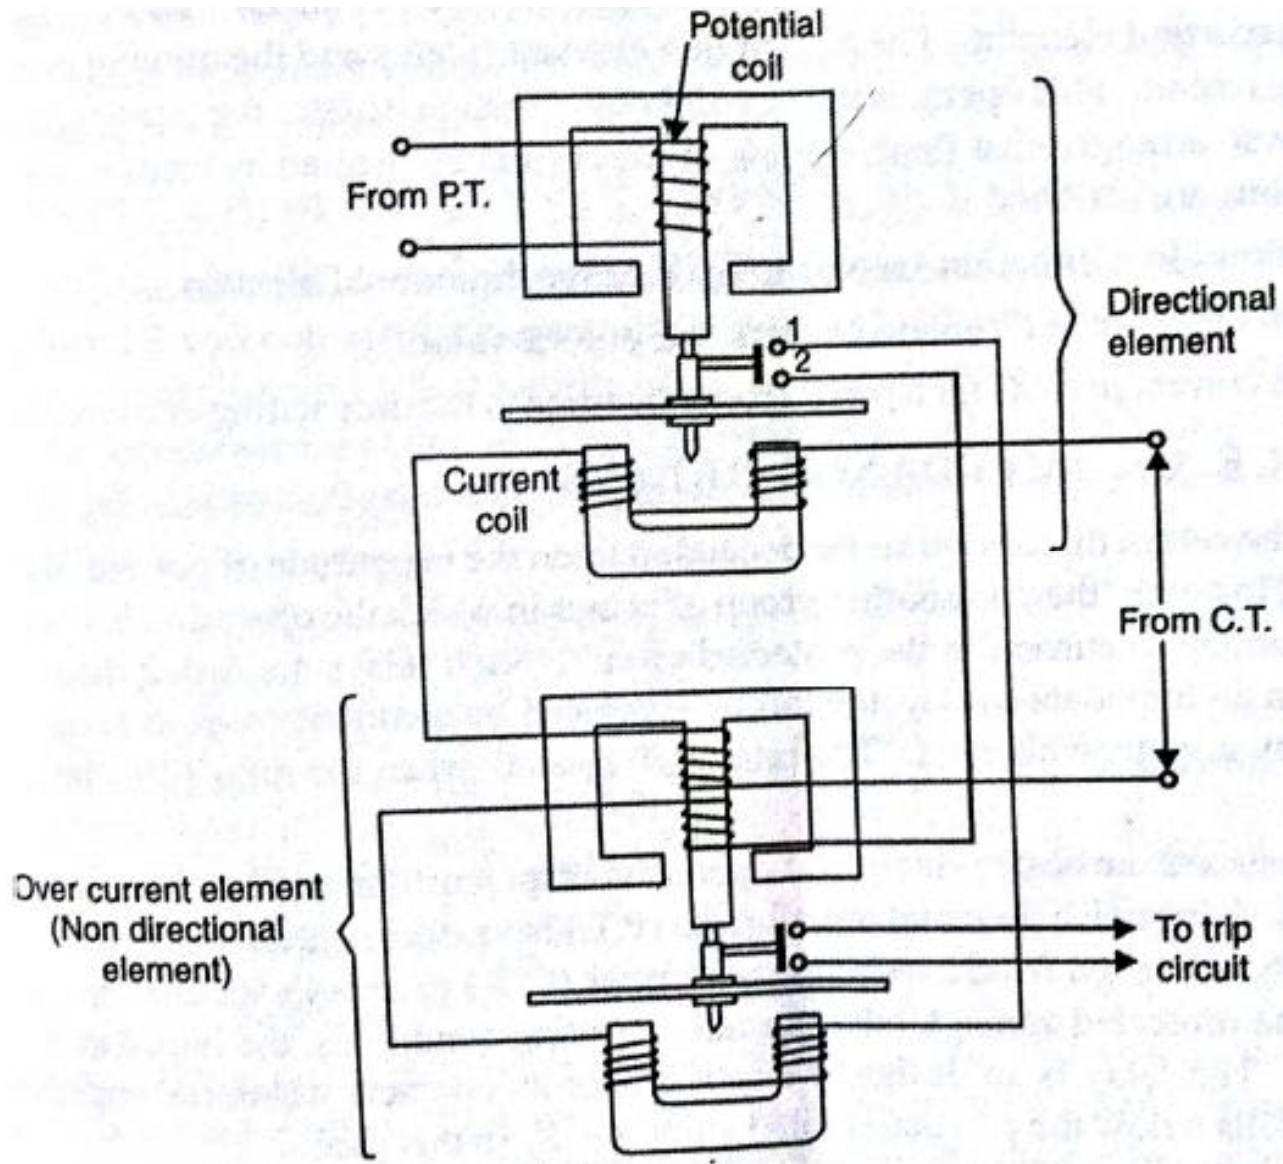 Potential
coil
From P.T.
1
2
Directional
element
Current
coil
From C.T.
Over current element
(Non directional
element)
To trip
circuit